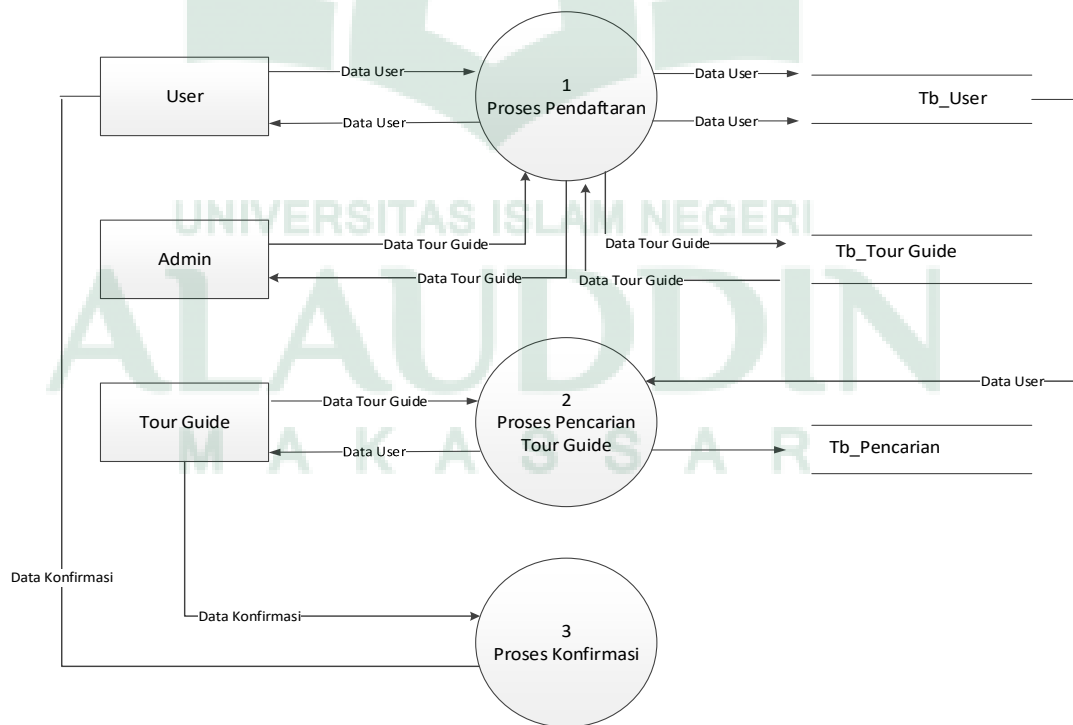 User
Data User
Data User
1
Proses Pendaftaran
Data User
Data User
Tb_User
UNIVERSITAS ISLAM NEGERI
Admin
Data Tour Guide
Data Tour Guide
Data Tour Guide
Data Tour Guide
Tb_Tour Guide
ALAUDDIN
Tour Guide
Data Tour Guide
Data User
2
Proses Pencarian
Tour Guide
Data User
Tb_Pencarian
MAKASSAR
Data Konfirmasi
Data Konfirmasi
3
Proses Konfirmasi